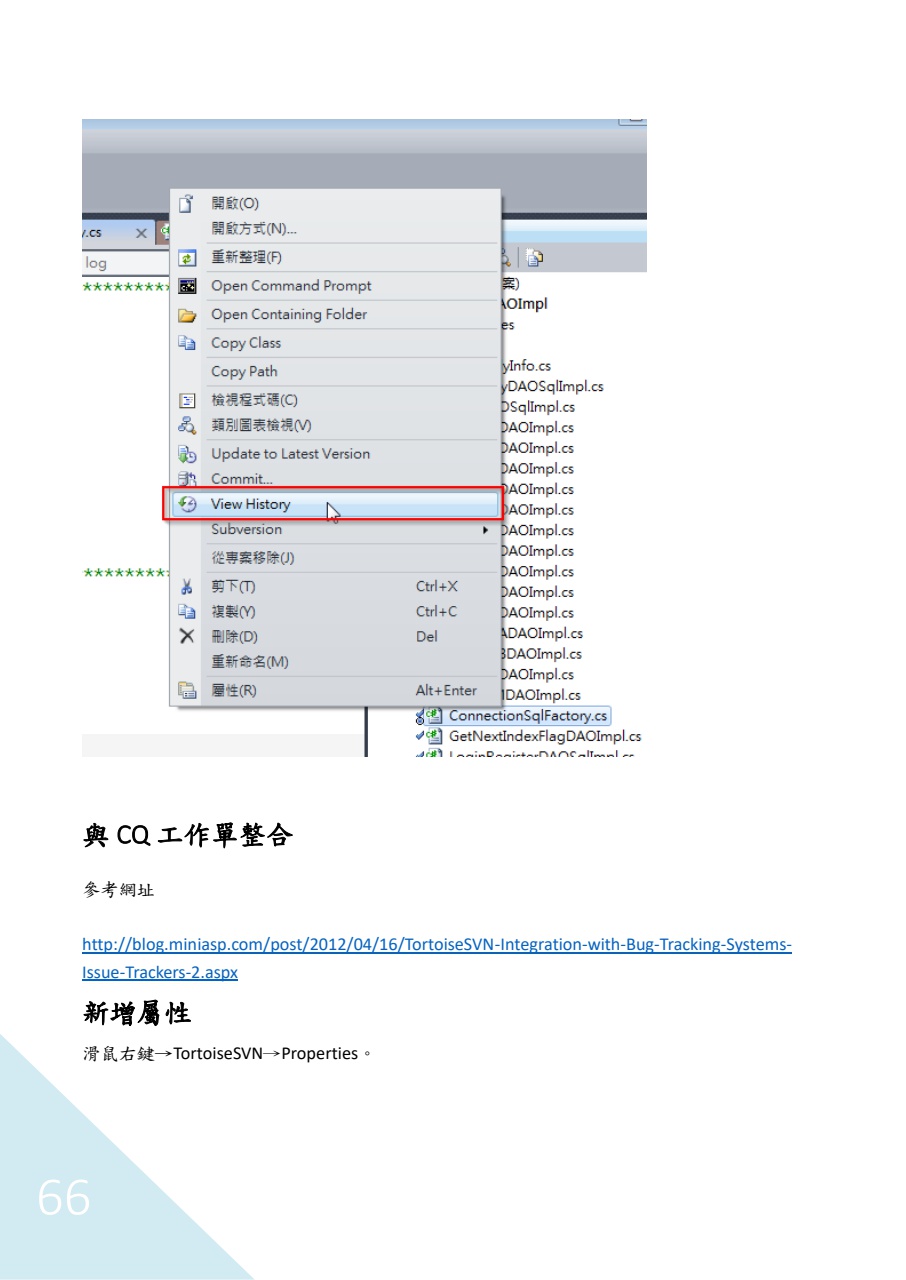 y.cs
log
***********
開啟(O)
開啟方式(N)...
重新整理(F)
Open Command Prompt
Open Containing Folder
Copy Class
Copy Path
檢視程式碼(C)
類別圖表檢視(V)
Update to Latest Version
Commit...
View History
Subversion
從專案移除(J)
***********
剪下(T) Ctrl+X
複製(Y) Ctrl+C
刪除(D) Del
重新命名(M)
屬性(R) Alt+Enter
案)
AOImpl
es
yInfo.cs
yDAOSqlImpl.cs
OSqlImpl.cs
DAOImpl.cs
DAOImpl.cs
DAOImpl.cs
DAOImpl.cs
DAOImpl.cs
DAOImpl.cs
DAOImpl.cs
DAOImpl.cs
DAOImpl.cs
DAOImpl.cs
ADAOImpl.cs
BDAOImpl.cs
DAOImpl.cs
1DAOImpl.cs
ConnectionSqlFactory.cs
GetNextIndexFlagDAOImpl.cs
LoginRegisterDAOSqlImpl.cs
與 CQ 工作單整合
參考網址
http://blog.miniasp.com/post/2012/04/16/TortoiseSVN-Integration-with-Bug-Tracking-Systems-
Issue-Trackers-2.aspx
新增屬性
滑鼠右鍵→TortoiseSVN→Properties。
66